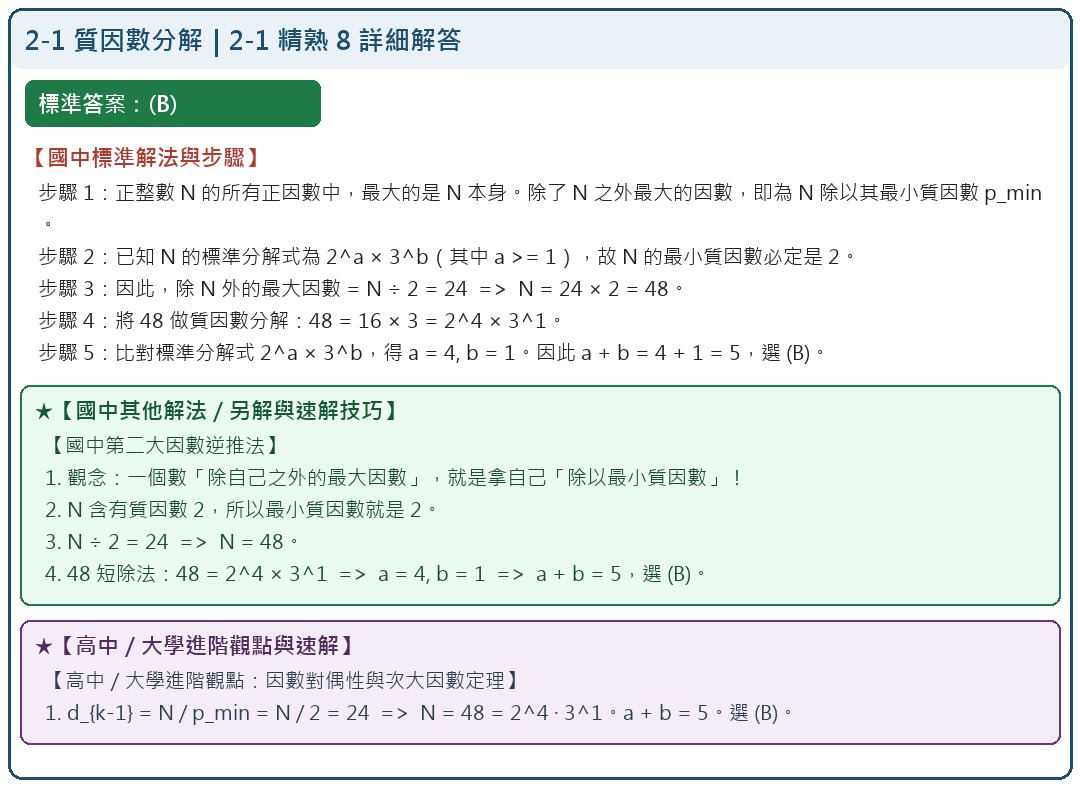 2-1 質因數分解 | 2-1 精熟 8 詳細解答
標準答案：(B)
【國中標準解法與步驟】
步驟 1：正整數 N 的所有正因數中，最大的是 N 本身。除了 N 之外最大的因數，即為 N 除以其最小質因數 p_min
。
步驟 2：已知 N 的標準分解式為 2^a × 3^b（其中 a >= 1），故 N 的最小質因數必定是 2。
步驟 3：因此，除 N 外的最大因數 = N ÷ 2 = 24 => N = 24 × 2 = 48。
步驟 4：將 48 做質因數分解：48 = 16 × 3 = 2^4 × 3^1。
步驟 5：比對標準分解式 2^a × 3^b，得 a = 4, b = 1。因此 a + b = 4 + 1 = 5，選 (B)。
★【國中其他解法 / 另解與速解技巧】
【國中第二大因數逆推法】
1. 觀念：一個數「除自己之外的最大因數」，就是拿自己「除以最小質因數」！
2. N 含有質因數 2，所以最小質因數就是 2。
3. N ÷ 2 = 24 => N = 48。
4. 48 短除法：48 = 2^4 × 3^1 => a = 4, b = 1 => a + b = 5，選 (B)。
★【高中 / 大學進階觀點與速解】
【高中 / 大學進階觀點：因數對偶性與次大因數定理】
1. d_{k-1} = N / p_min = N / 2 = 24 => N = 48 = 2^4 · 3^1。a + b = 5。選 (B)。